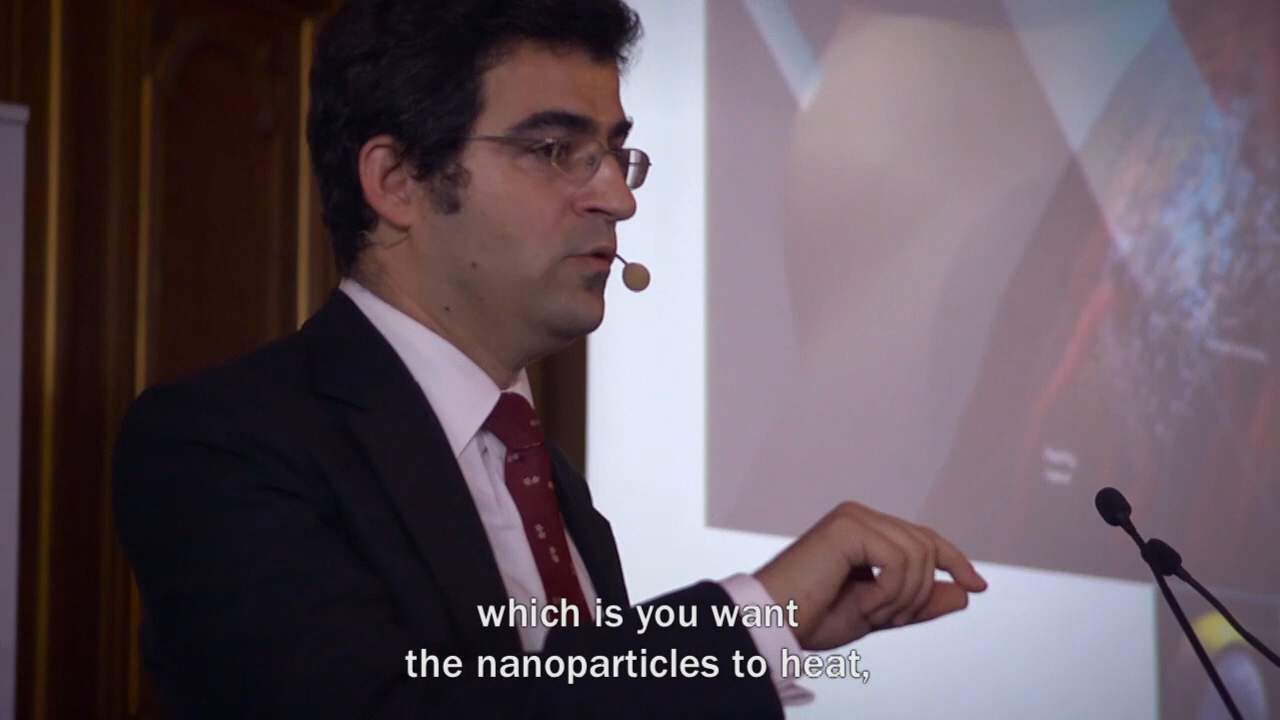 which is you want
the nanoparticles to heat,